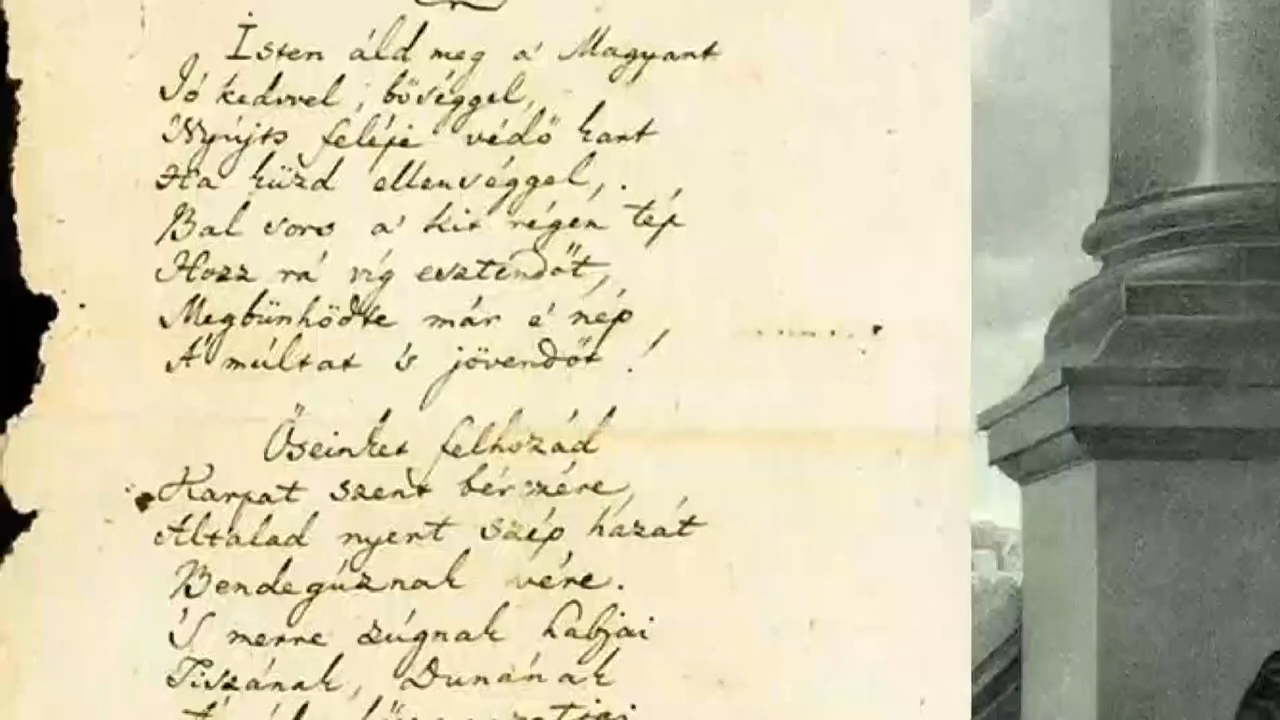 Isten áld meg a' Magyart
Jó kedvvel, bőséggel,
Nyújts feléje védő kart
Ha küzd ellenséggel,
Bal sors a' kit régen tép
Hozz rá víg esztendőt,
Megbünhödte már e' nép
A' múltat 's jövendőt!
Őseinket felhozád
Kárpat szent bérczére,
Általad nyert szép hazát
Bendegúznak vére.
'S merre zúgnak habjai
Tiszának, Dunának